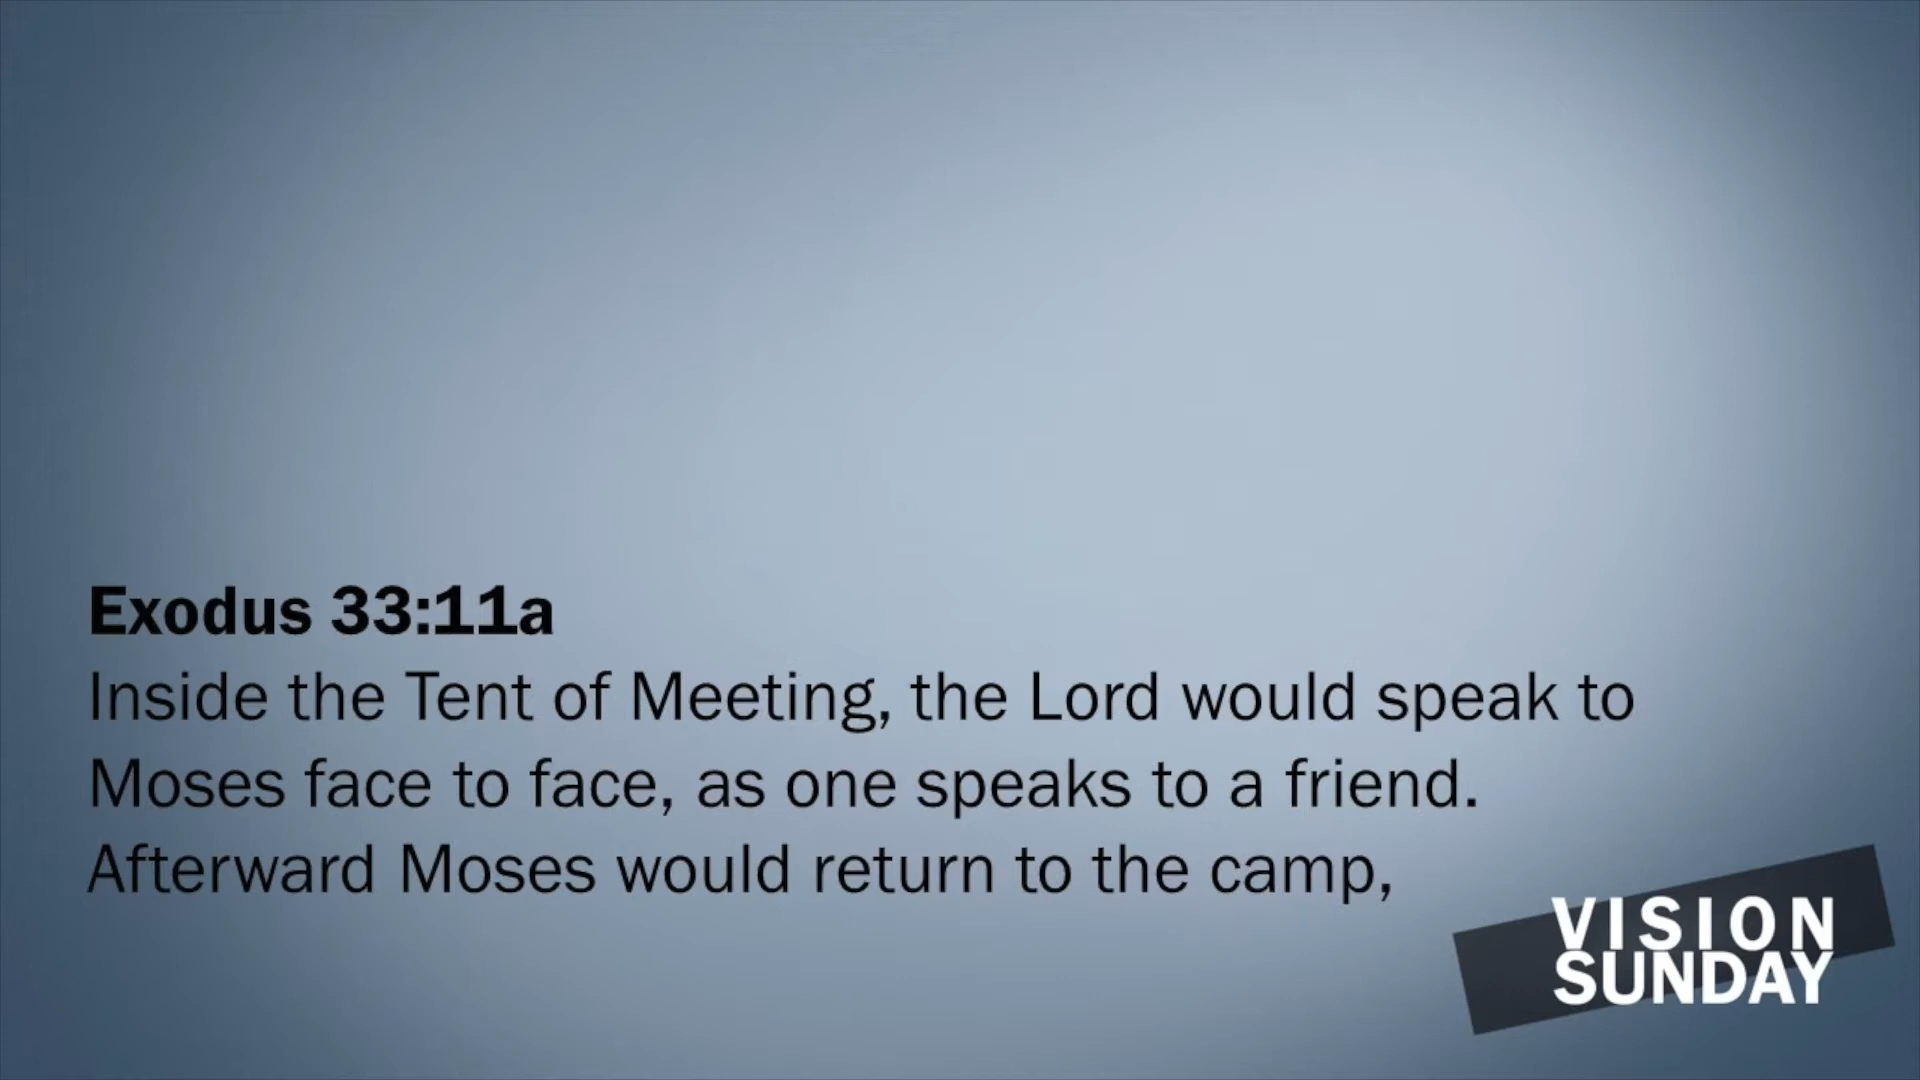 Exodus 33:11a
Inside the Tent of Meeting, the Lord would speak to
Moses face to face, as one speaks to a friend.
Afterward Moses would return to the camp,
VISION
SUNDAY